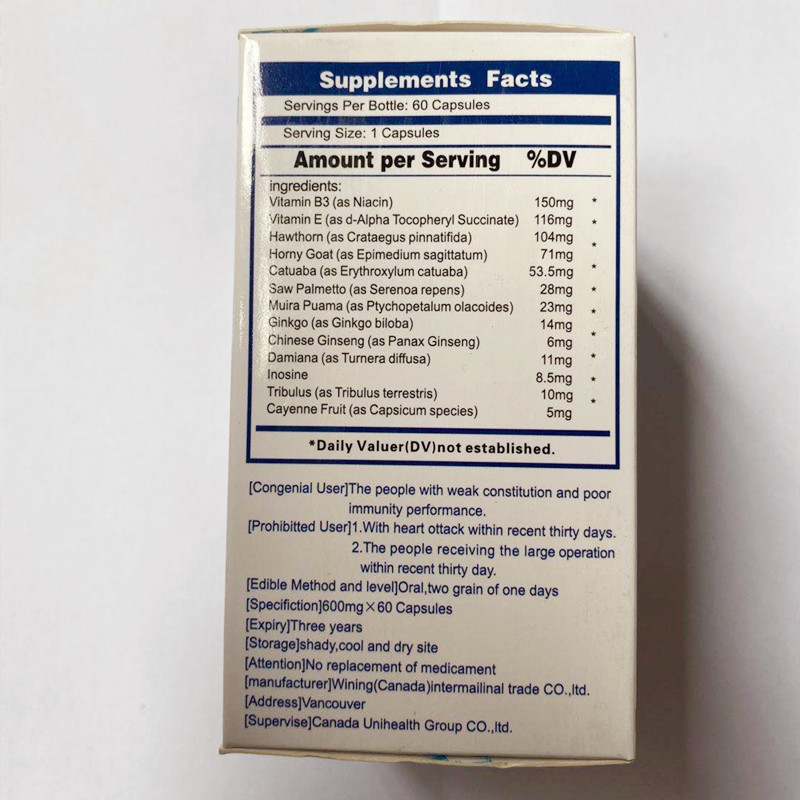 Supplements Facts
Servings Per Bottle: 60 Capsules
Serving Size: 1 Capsules
Amount per Serving %DV
ingredients:
Vitamin B3 (as Niacin) 150mg *
Vitamin E (as d-Alpha Tocopheryl Succinate) 116mg *
Hawthorn (as Crataegus pinnatifida) 104mg *
Horny Goat (as Epimedium sagittatum) 71mg *
Catuaba (as Erythroxylum catuaba) 53.5mg *
Saw Palmetto (as Serenoa repens) 28mg *
Muira Puama (as Ptychopetalum olacoides) 23mg *
Ginkgo (as Ginkgo biloba) 14mg *
Chinese Ginseng (as Panax Ginseng) 6mg *
Damiana (as Turnera diffusa) 11mg *
Inosine 8.5mg *
Tribulus (as Tribulus terrestris) 10mg *
Cayenne Fruit (as Capsicum species) 5mg
*Daily Valuer(DV)not established.
[Congenial User]The people with weak constitution and poor
immunity performance.
[Prohibitted User]1.With heart ottack within recent thirty days.
2.The people receiving the large operation
within recent thirty day.
[Edible Method and level]Oral,two grain of one days
[Specifiction]600mg×60 Capsules
[Expiry]Three years
[Storage]shady,cool and dry site
[Attention]No replacement of medicament
[manufacturer]Wining(Canada)intermailinal trade CO.,ltd.
[Address]Vancouver
[Supervise]Canada Unihealth Group CO.,ltd.